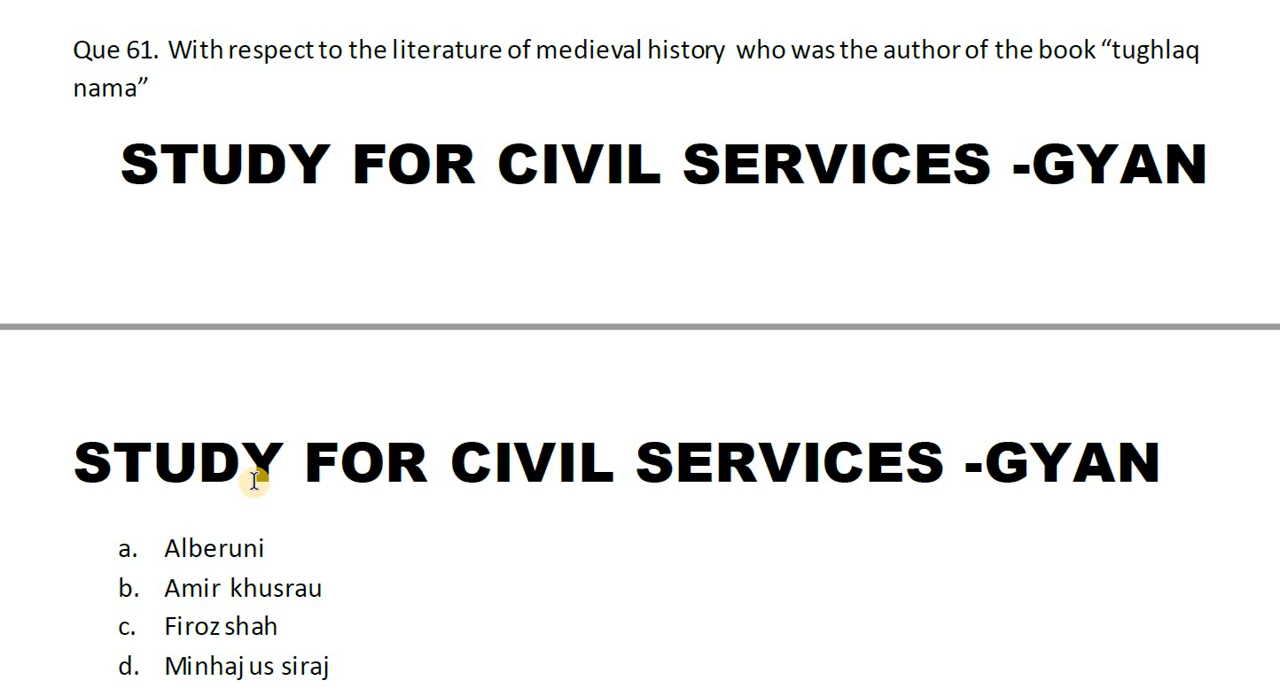 Que 61. With respect to the literature of medieval history who was the author of the book “tughlaq
nama”
STUDY FOR CIVIL SERVICES -GYAN
STUDY FOR CIVIL SERVICES -GYAN
a. Alberuni
b. Amir khusrau
c. Firoz shah
d. Minhaj us siraj